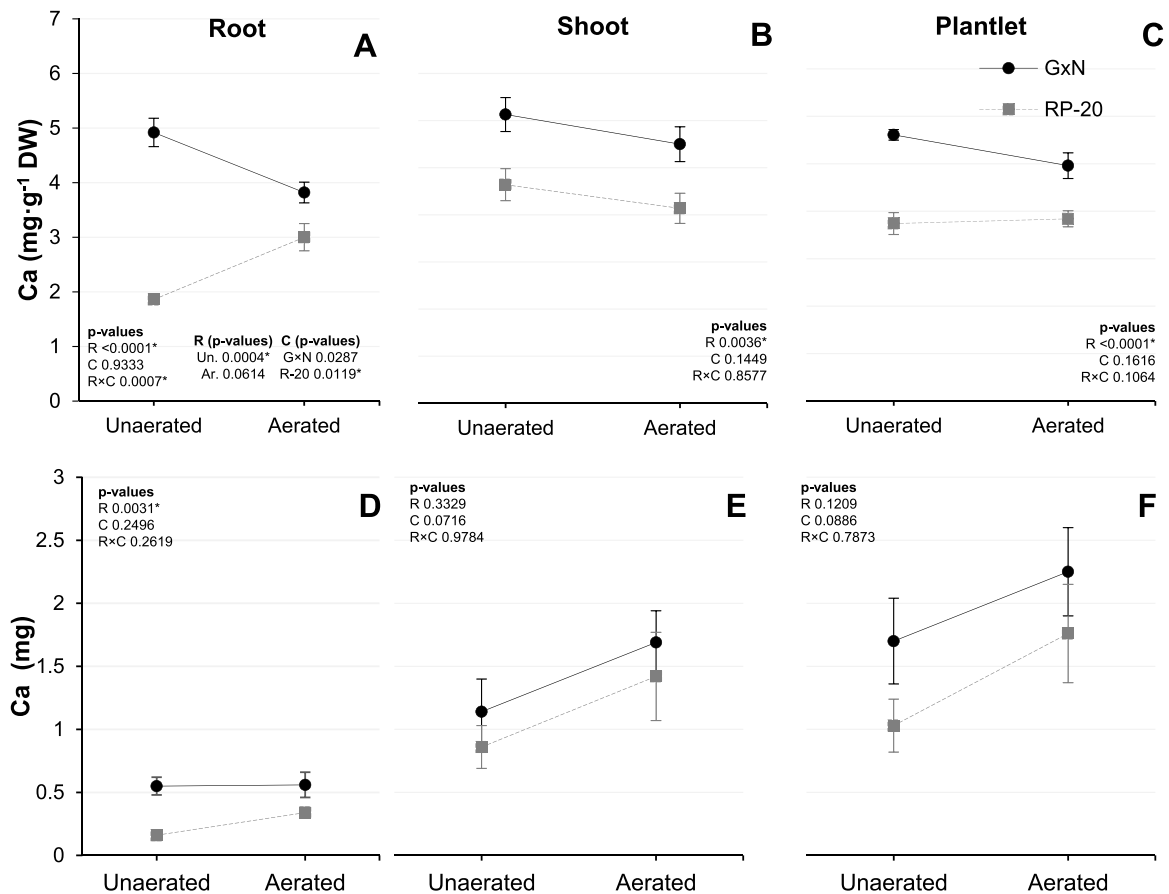 Root
A
Shoot
B
Plantlet
C
GxN
RP-20
Ca (mg·g⁻¹ DW)
7
6
5
4
3
2
1
0
p-values
R <0.0001*
C 0.9333
R×C 0.0007*
R (p-values) C (p-values)
Un. 0.0004* G×N 0.0287
Ar. 0.0614 R-20 0.0119*
p-values
R 0.0036*
C 0.1449
R×C 0.8577
p-values
R <0.0001*
C 0.1616
R×C 0.1064
Unaerated Aerated
Unaerated Aerated
Unaerated Aerated
Ca (mg)
3
2.5
2
1.5
1
0.5
0
p-values
R 0.0031*
C 0.2496
R×C 0.2619
D
p-values
R 0.3329
C 0.0716
R×C 0.9784
E
p-values
R 0.1209
C 0.0886
R×C 0.7873
F
Unaerated Aerated
Unaerated Aerated
Unaerated Aerated